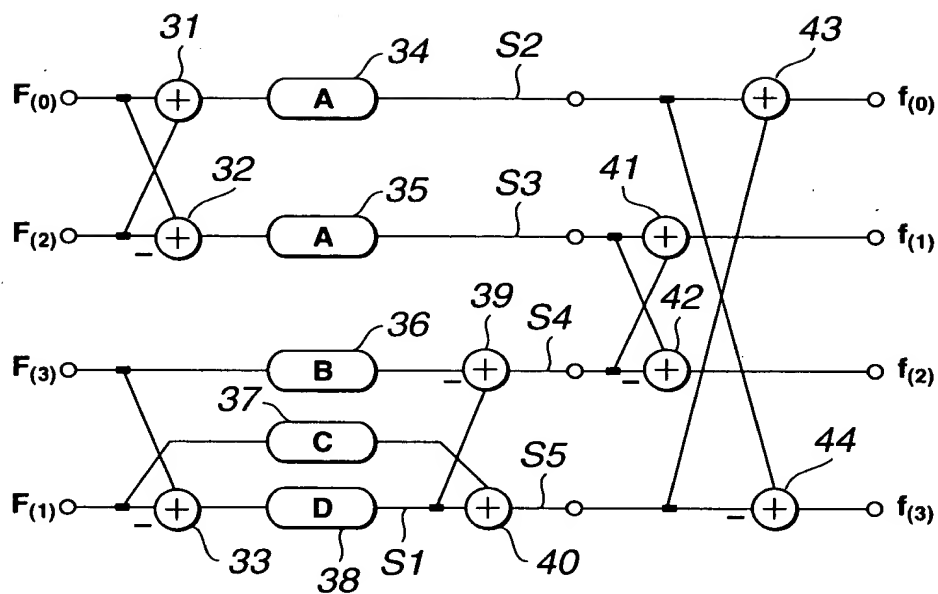 31 34 S2 43
F(0) + A + f(0)
32 35 S3 41
F(2) − + A + f(1)
36 39 S4 42
F(3) B − + − + f(2)
37
C S5 44
F(1) − + D + − + f(3)
33 38 S1 40